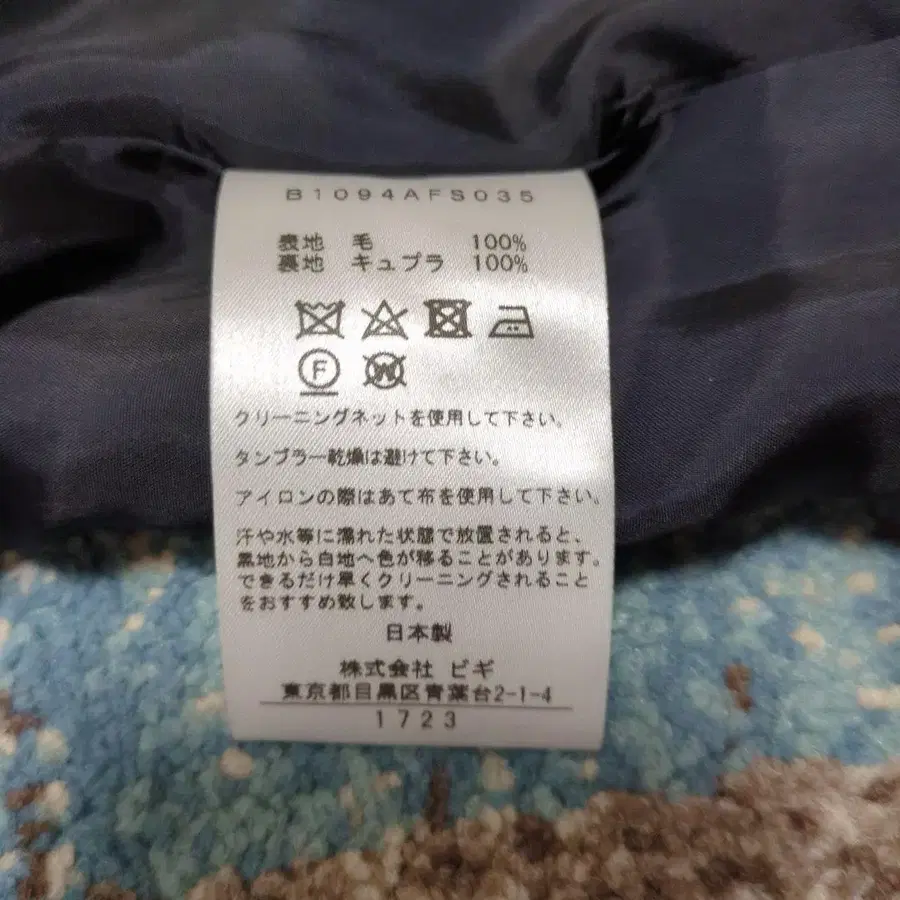 B1094AFS035
表地 毛 100%
裏地 キュプラ 100%
F W
クリーニングネットを使用して下さい。
タンブラー乾燥は避けて下さい。
アイロンの際はあて布を使用して下さい。
汗や水等に濡れた状態で放置されると、
黒地から白地へ色が移ることがあります。
できるだけ早くクリーニングされること
をおすすめ致します。
日本製
株式会社 ビギ
東京都目黒区青葉台2-1-4
1723